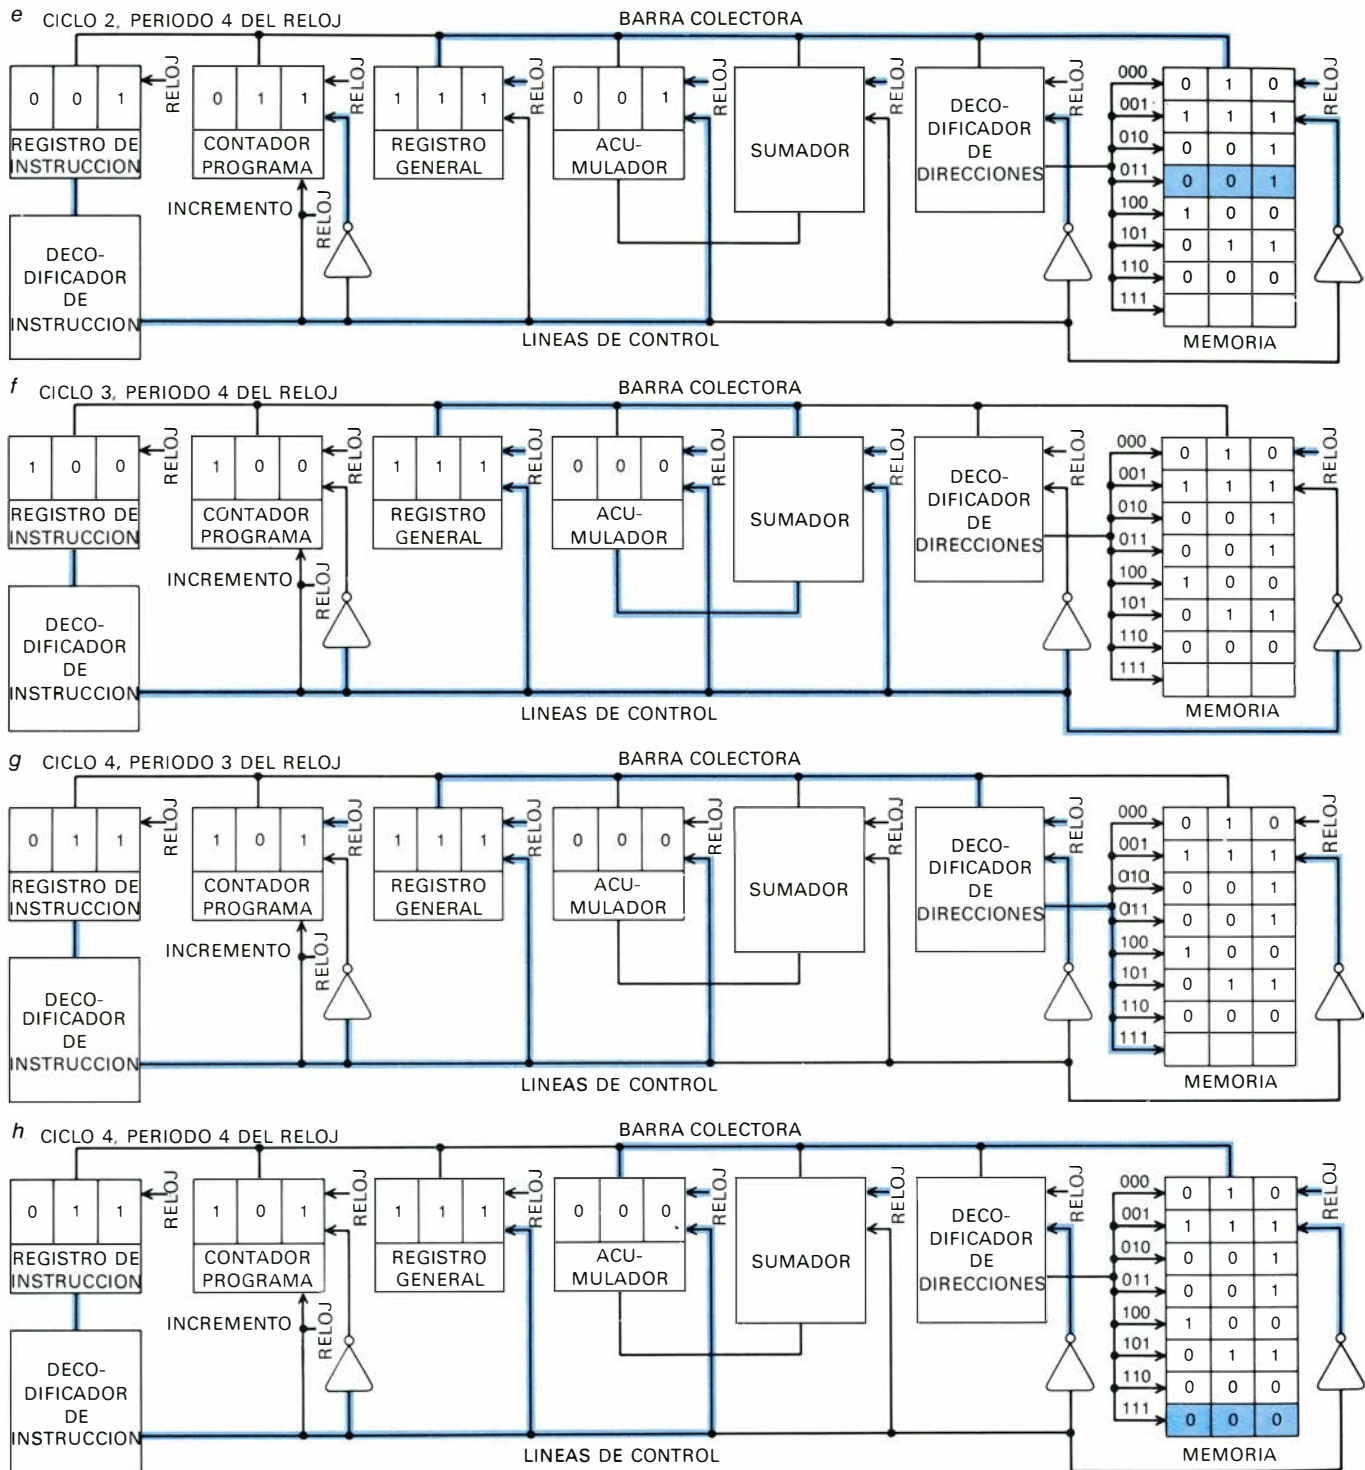 e CICLO 2, PERIODO 4 DEL RELOJ BARRA COLECTORA
0 0 1 RELOJ 0 1 1 RELOJ 1 1 1 RELOJ 0 0 1 RELOJ RELOJ RELOJ RELOJ
REGISTRO DE INSTRUCCION
CONTADOR PROGRAMA
REGISTRO GENERAL
ACU-
MULADOR
SUMADOR
DECO-
DIFICADOR
DE
DIRECCIONES
000 0 1 0
001 1 1 1
010 0 0 1
011 0 0 1
100 1 0 0
101 0 1 1
110 0 0 0
111
MEMORIA
INCREMENTO RELOJ
DECO-
DIFICADOR
DE
INSTRUCCION
LINEAS DE CONTROL
f CICLO 3, PERIODO 4 DEL RELOJ BARRA COLECTORA
1 0 0 RELOJ 1 0 0 RELOJ 1 1 1 RELOJ 0 0 0 RELOJ RELOJ RELOJ RELOJ
REGISTRO DE INSTRUCCION
CONTADOR PROGRAMA
REGISTRO GENERAL
ACU-
MULADOR
SUMADOR
DECO-
DIFICADOR
DE
DIRECCIONES
000 0 1 0
001 1 1 1
010 0 0 1
011 0 0 1
100 1 0 0
101 0 1 1
110 0 0 0
111
MEMORIA
INCREMENTO RELOJ
DECO-
DIFICADOR
DE
INSTRUCCION
LINEAS DE CONTROL
g CICLO 4, PERIODO 3 DEL RELOJ BARRA COLECTORA
0 1 1 RELOJ 1 0 1 RELOJ 1 1 1 RELOJ 0 0 0 RELOJ RELOJ RELOJ RELOJ
REGISTRO DE INSTRUCCION
CONTADOR PROGRAMA
REGISTRO GENERAL
ACU-
MULADOR
SUMADOR
DECO-
DIFICADOR
DE
DIRECCIONES
000 0 1 0
001 1 1 1
010 0 0 1
011 0 0 1
100 1 0 0
101 0 1 1
110 0 0 0
111
MEMORIA
INCREMENTO RELOJ
DECO-
DIFICADOR
DE
INSTRUCCION
LINEAS DE CONTROL
h CICLO 4, PERIODO 4 DEL RELOJ BARRA COLECTORA
0 1 1 RELOJ 1 0 1 RELOJ 1 1 1 RELOJ 0 0 0 RELOJ RELOJ RELOJ RELOJ
REGISTRO DE INSTRUCCION
CONTADOR PROGRAMA
REGISTRO GENERAL
ACU-
MULADOR
SUMADOR
DECO-
DIFICADOR
DE
DIRECCIONES
000 0 1 0
001 1 1 1
010 0 0 1
011 0 0 1
100 1 0 0
101 0 1 1
110 0 0 0
111 0 0 0
MEMORIA
INCREMENTO RELOJ
DECO-
DIFICADOR
DE
INSTRUCCION
LINEAS DE CONTROL